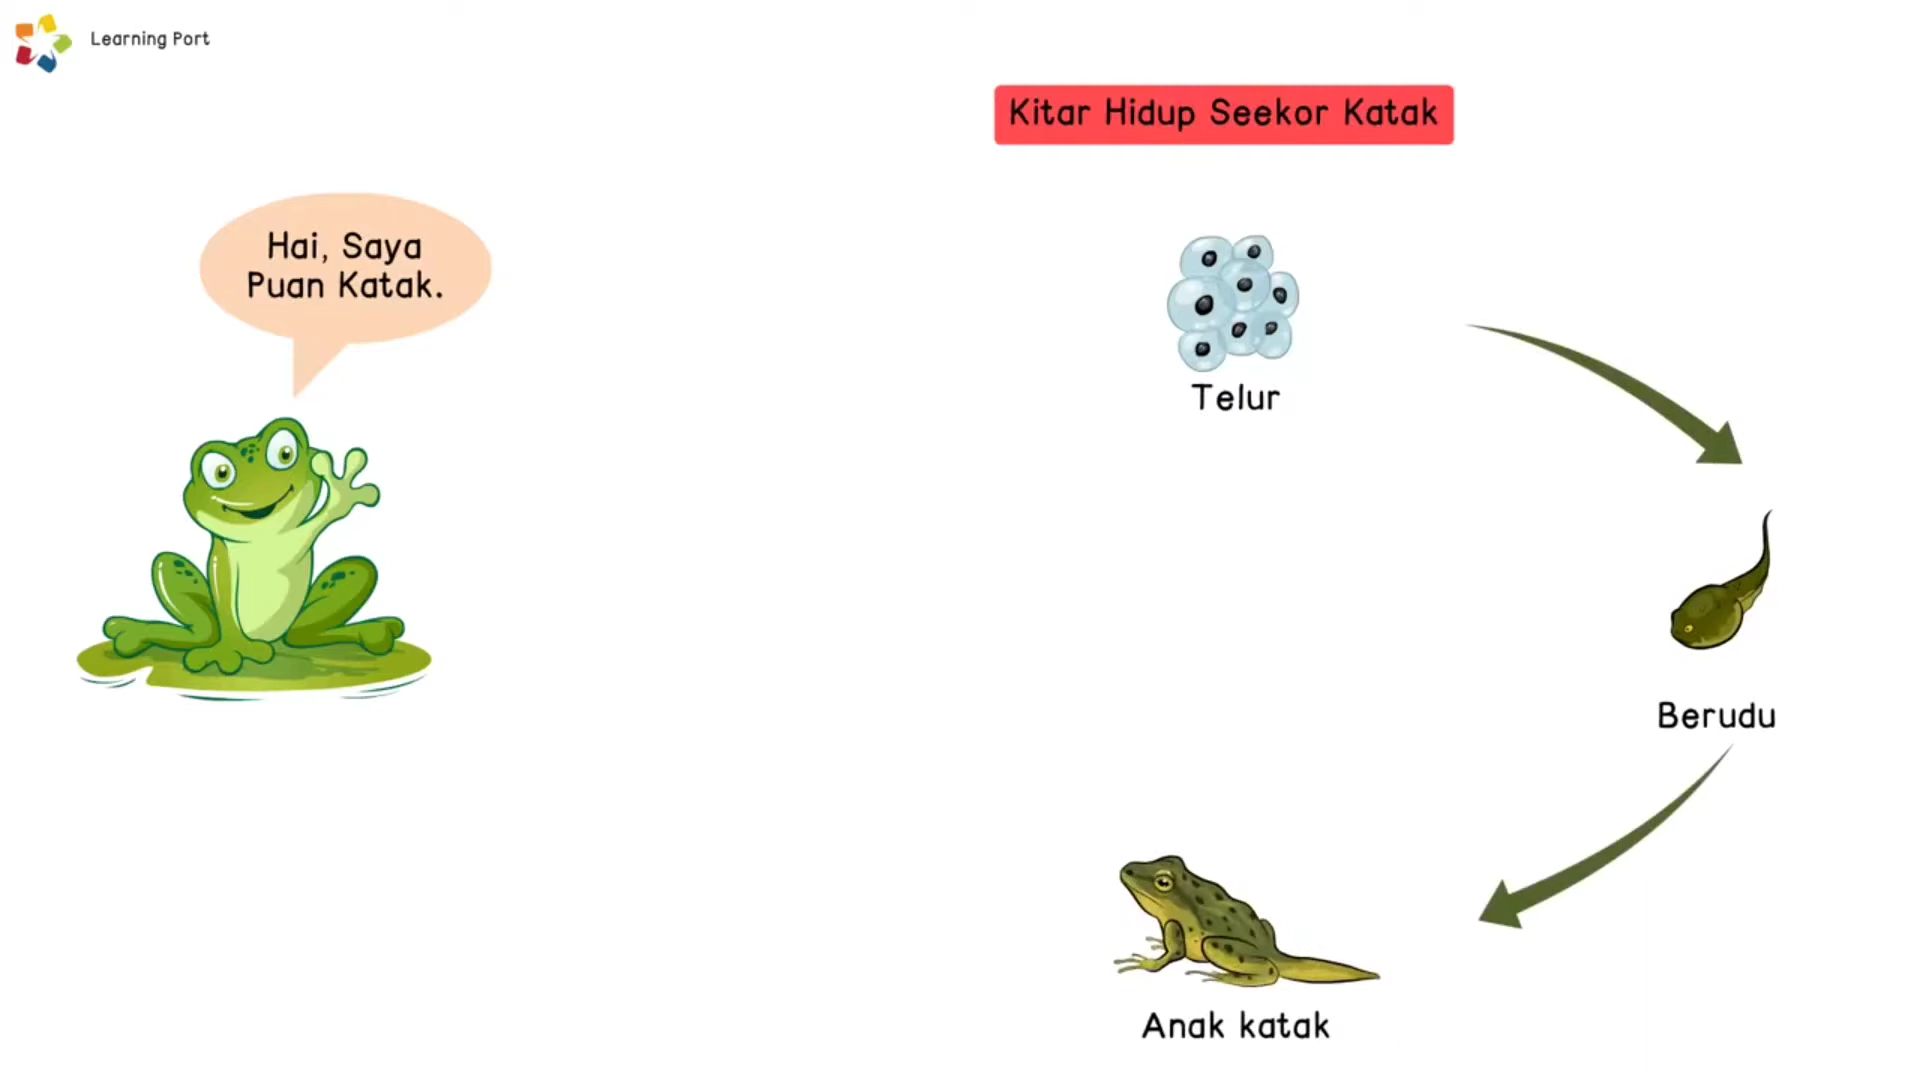 Learning Port
Kitar Hidup Seekor Katak
Hai, Saya
Puan Katak.
Telur
Berudu
Anak katak